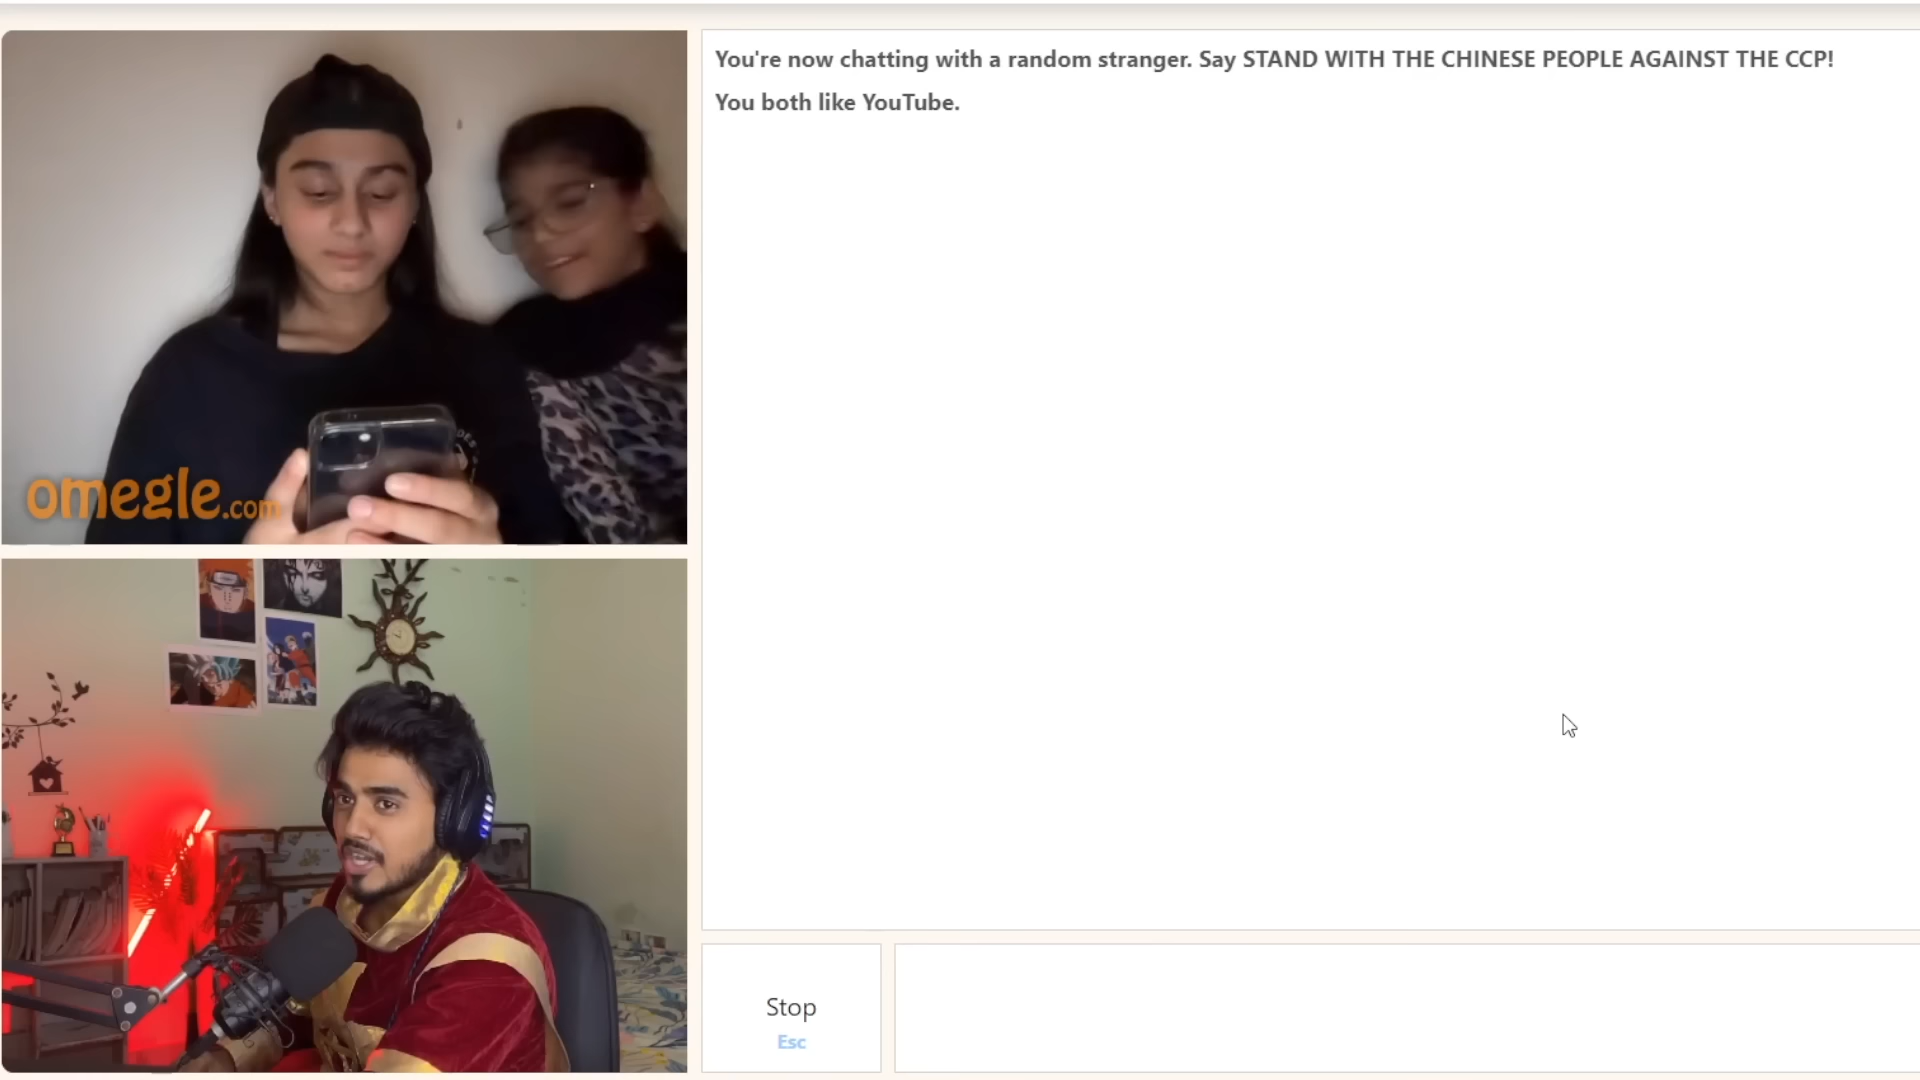 You're now chatting with a random stranger. Say STAND WITH THE CHINESE PEOPLE AGAINST THE CCP!
You both like YouTube.
omegle.com
Stop
Esc